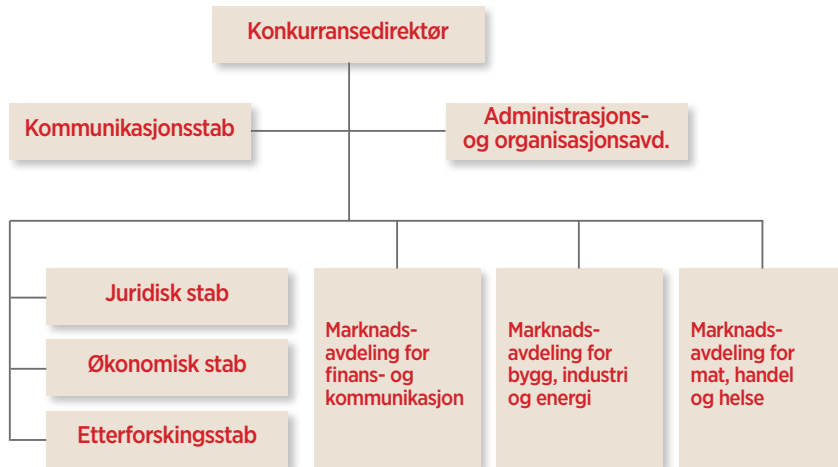 Konkurransedirektør
Kommunikasjonsstab
Administrasjons-
og organisasjonsavd.
Juridisk stab
Økonomisk stab
Etterforskingsstab
Marknads-
avdeling for
finans- og
kommunikasjon
Marknads-
avdeling for
bygg, industri
og energi
Marknads-
avdeling for
mat, handel
og helse